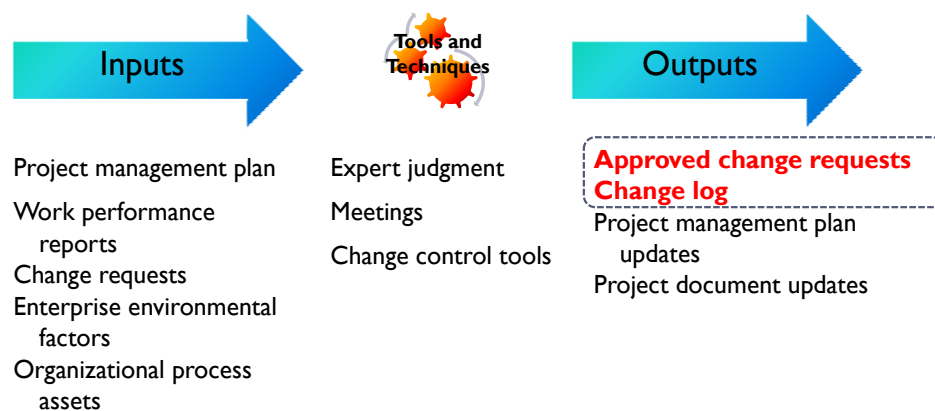 Inputs
Tools and
Techniques
Outputs
Project management plan
Work performance
reports
Change requests
Enterprise environmental
factors
Organizational process
assets
Expert judgment
Meetings
Change control tools
Approved change requests
Change log
Project management plan
updates
Project document updates